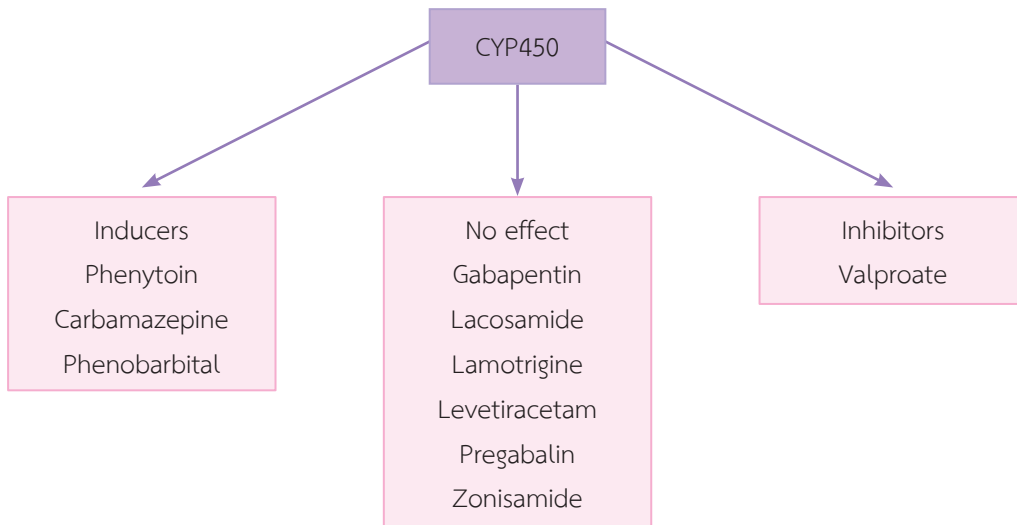 CYP450
Inducers
Phenytoin
Carbamazepine
Phenobarbital
No effect
Gabapentin
Lacosamide
Lamotrigine
Levetiracetam
Pregabalin
Zonisamide
Inhibitors
Valproate